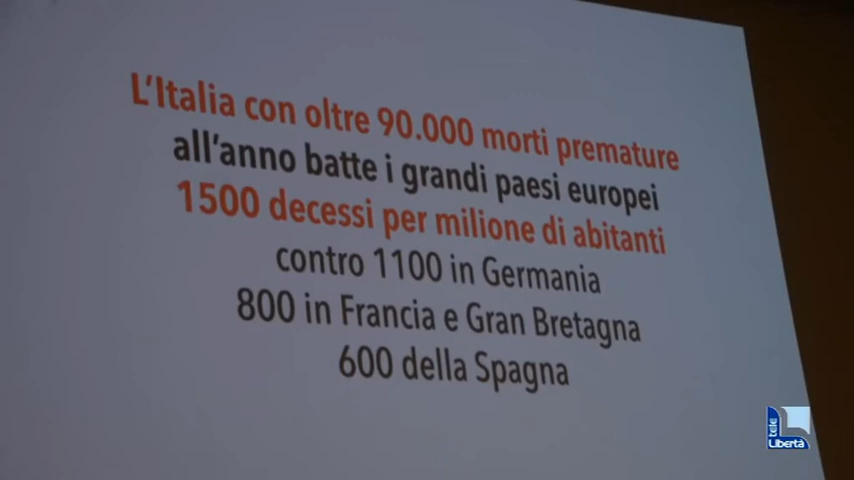 L'Italia con oltre 90.000 morti premature
all'anno batte i grandi paesi europei
1500 decessi per milione di abitanti
contro 1100 in Germania
800 in Francia e Gran Bretagna
600 della Spagna
tele
Libertà